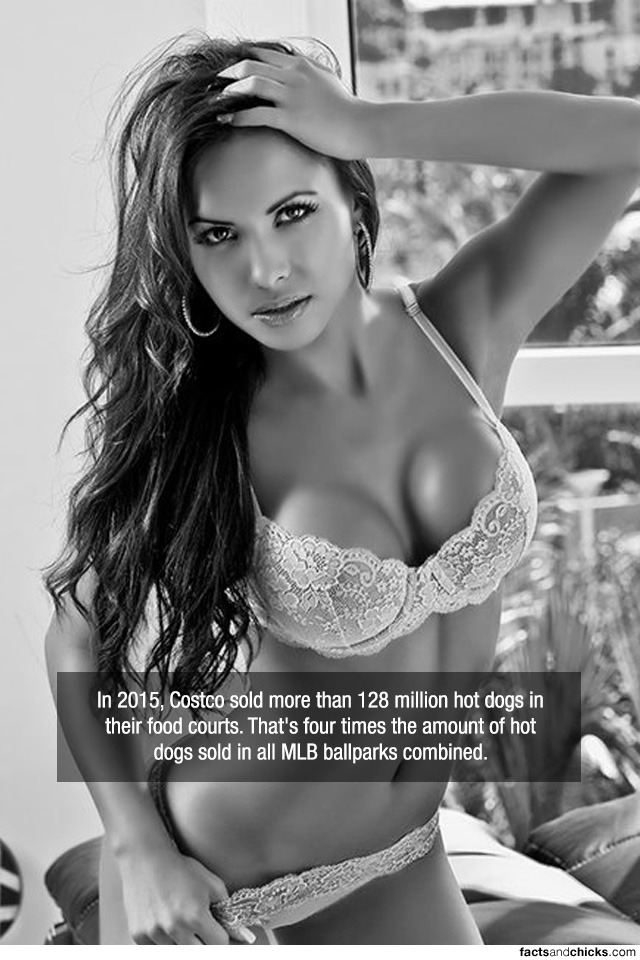 In 2015, Costco sold more than 128 million hot dogs in
their food courts. That's four times the amount of hot
dogs sold in all MLB ballparks combined.
factsandchicks.com